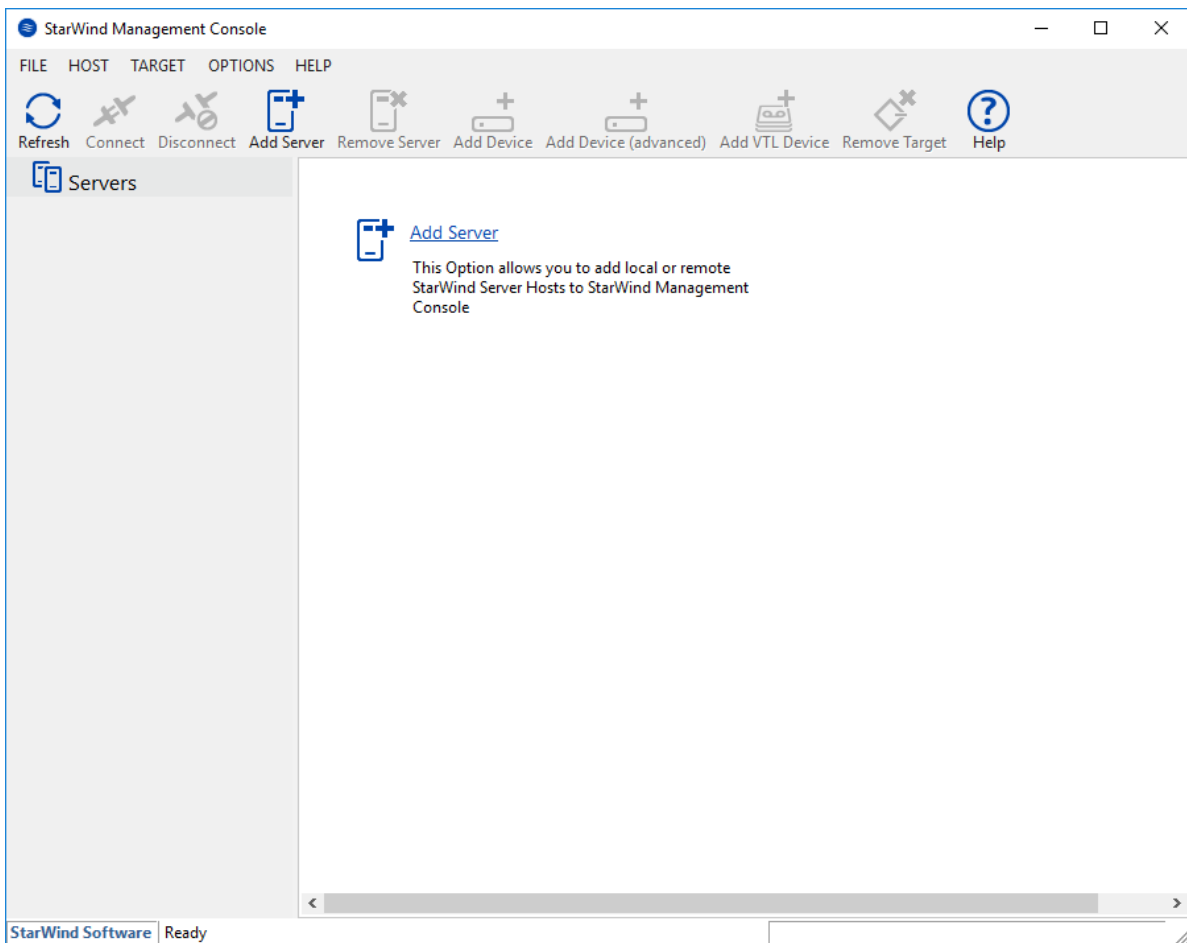 StarWind Management Console
FILE HOST TARGET OPTIONS HELP
Refresh Connect Disconnect Add Server Remove Server Add Device Add Device (advanced) Add VTL Device Remove Target Help
Servers
Add Server
This Option allows you to add local or remote
StarWind Server Hosts to StarWind Management
Console
StarWind Software Ready